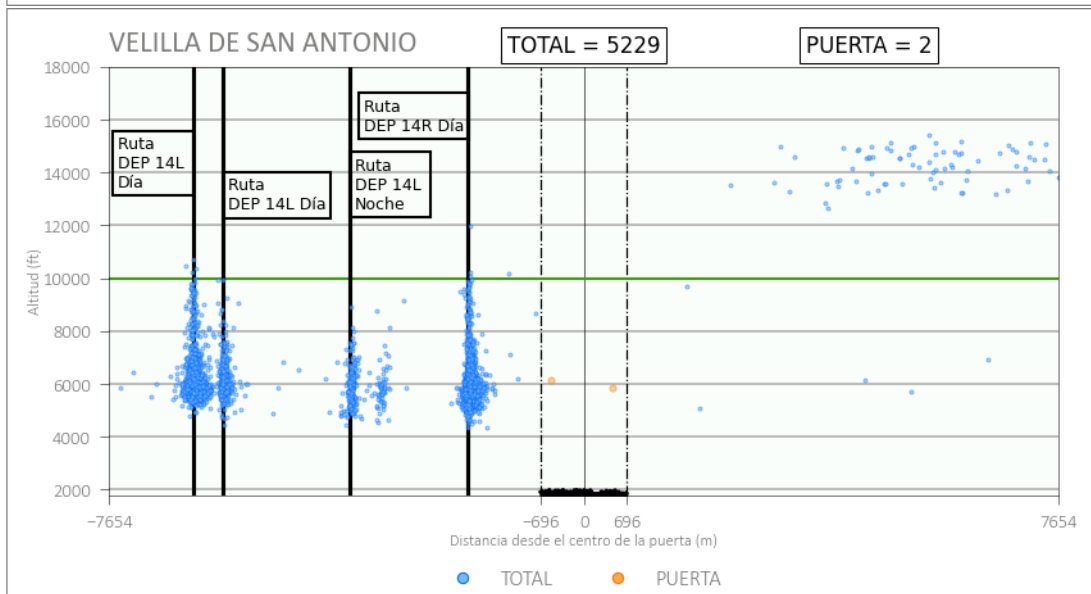 VELILLA DE SAN ANTONIO
TOTAL = 5229
PUERTA = 2
Altitud (ft)
18000
16000
14000
12000
10000
8000
6000
4000
2000
Ruta
DEP 14L
Día
Ruta
DEP 14L Día
Ruta
DEP 14R Día
Ruta
DEP 14L
Noche
−7654
−696
0
696
7654
Distancia desde el centro de la puerta (m)
TOTAL
PUERTA